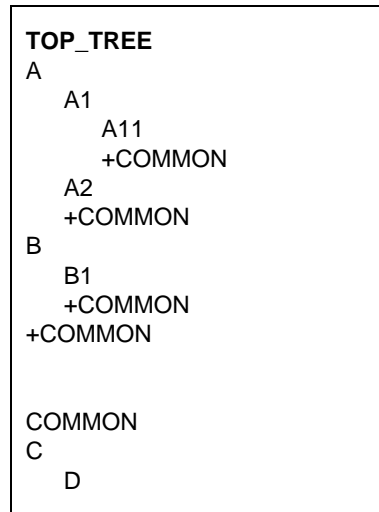 TOP_TREE
A
A1
A11
+COMMON
A2
+COMMON
B
B1
+COMMON
+COMMON
COMMON
C
D